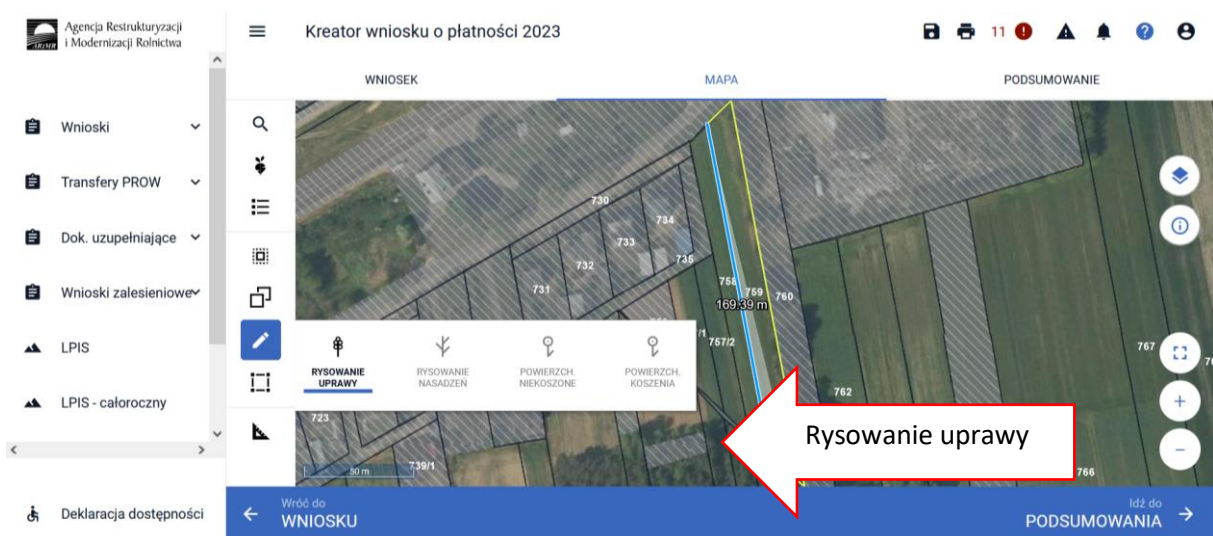 Agencja Restrukturyzacji
i Modernizacji Rolnictwa
ARiMR
Kreator wniosku o płatności 2023
11
WNIOSEK
MAPA
PODSUMOWANIE
Wnioski
Transfery PROW
Dok. uzupełniające
Wnioski zalesieniowe
LPIS
LPIS - całoroczny
Deklaracja dostępności
730
734
733
732
735
731
758
759
760
169.39 m
757/2
767
762
RYSOWANIE
UPRAWY
RYSOWANIE
NASADZEŃ
POWIERZCH.
NIEKOSZONE
POWIERZCH.
KOSZENIA
723
Rysowanie uprawy
50 m
739/1
766
Wróć do
WNIOSKU
Idź do
PODSUMOWANIA